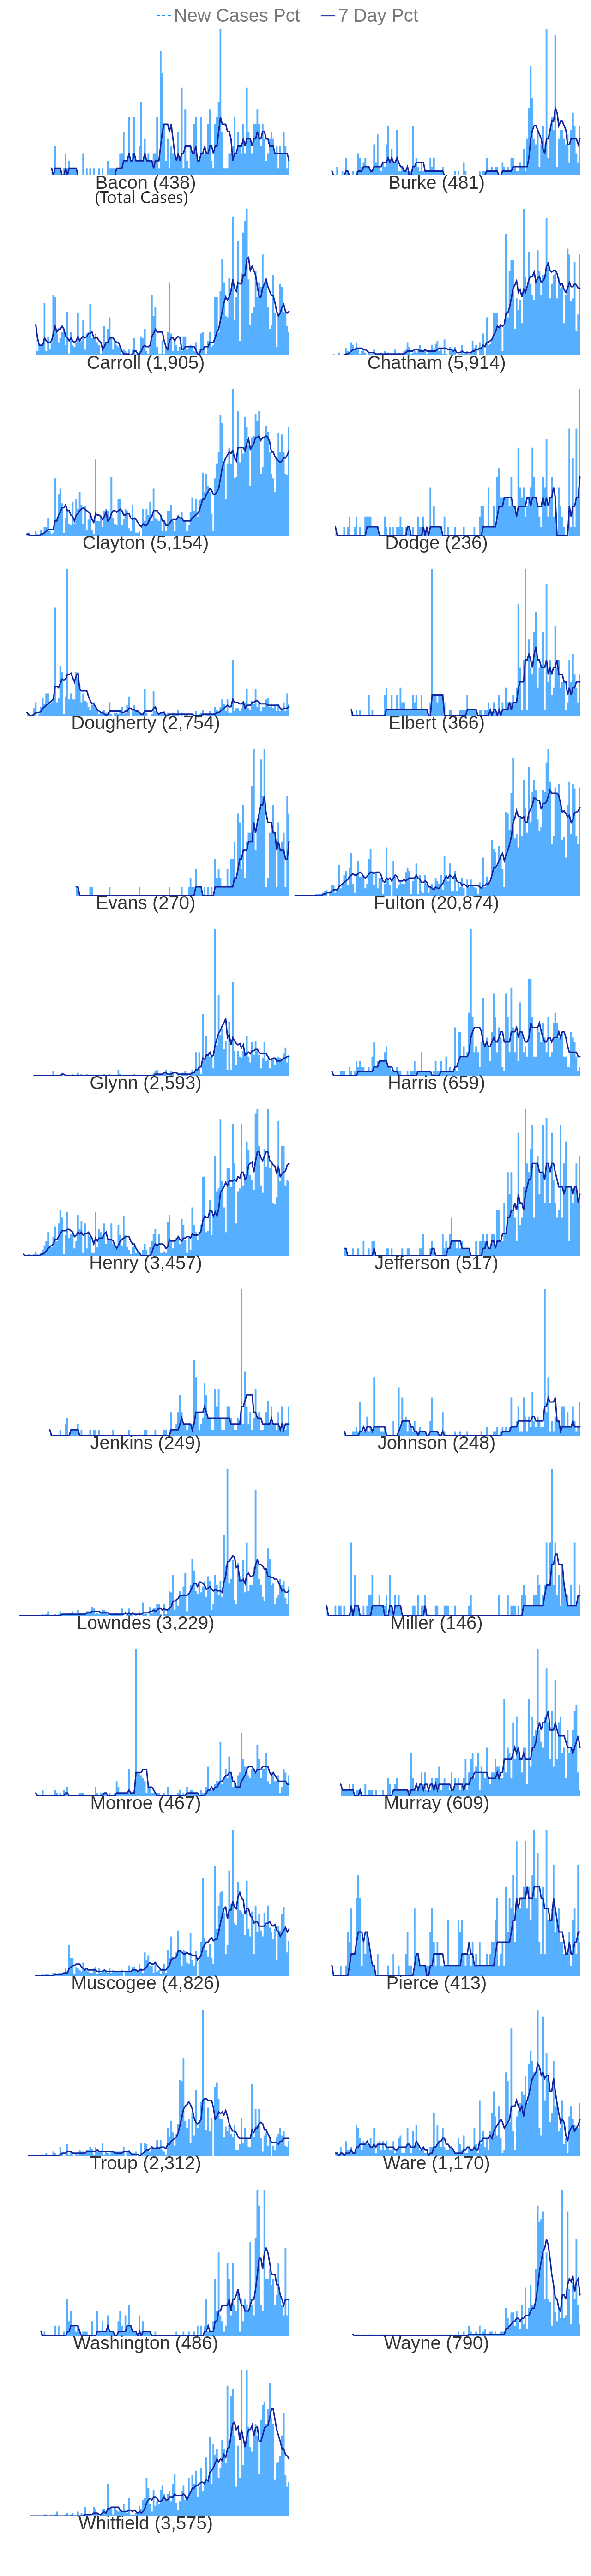 New Cases Pct 7 Day Pct
Bacon (438) Burke (481)
(Total Cases)
Carroll (1,905) Chatham (5,914)
Clayton (5,154) Dodge (236)
Dougherty (2,754) Elbert (366)
Evans (270) Fulton (20,874)
Glynn (2,593) Harris (659)
Henry (3,457) Jefferson (517)
Jenkins (249) Johnson (248)
Lowndes (3,229) Miller (146)
Monroe (467) Murray (609)
Muscogee (4,826) Pierce (413)
Troup (2,312) Ware (1,170)
Washington (486) Wayne (790)
Whitfield (3,575)